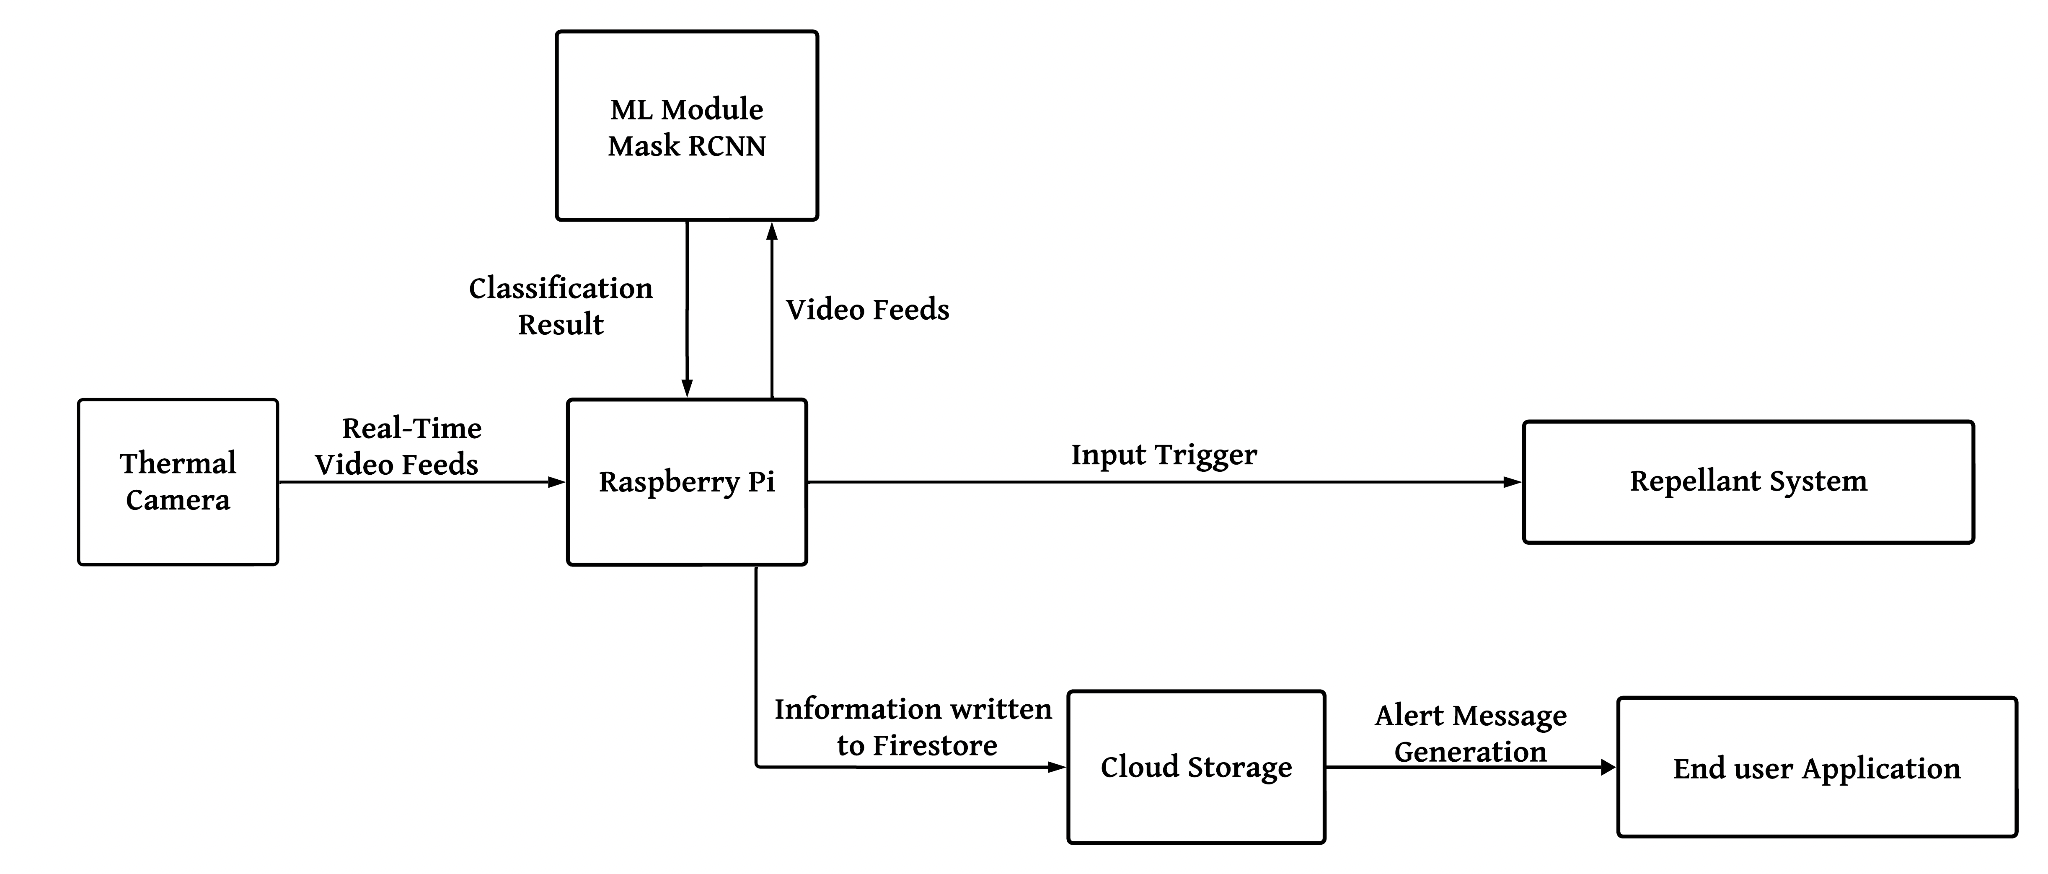 ML Module
Mask RCNN
Classification
Result
Video Feeds
Thermal
Camera
Real-Time
Video Feeds
Raspberry Pi
Input Trigger
Repellant System
Information written
to Firestore
Cloud Storage
Alert Message
Generation
End user Application